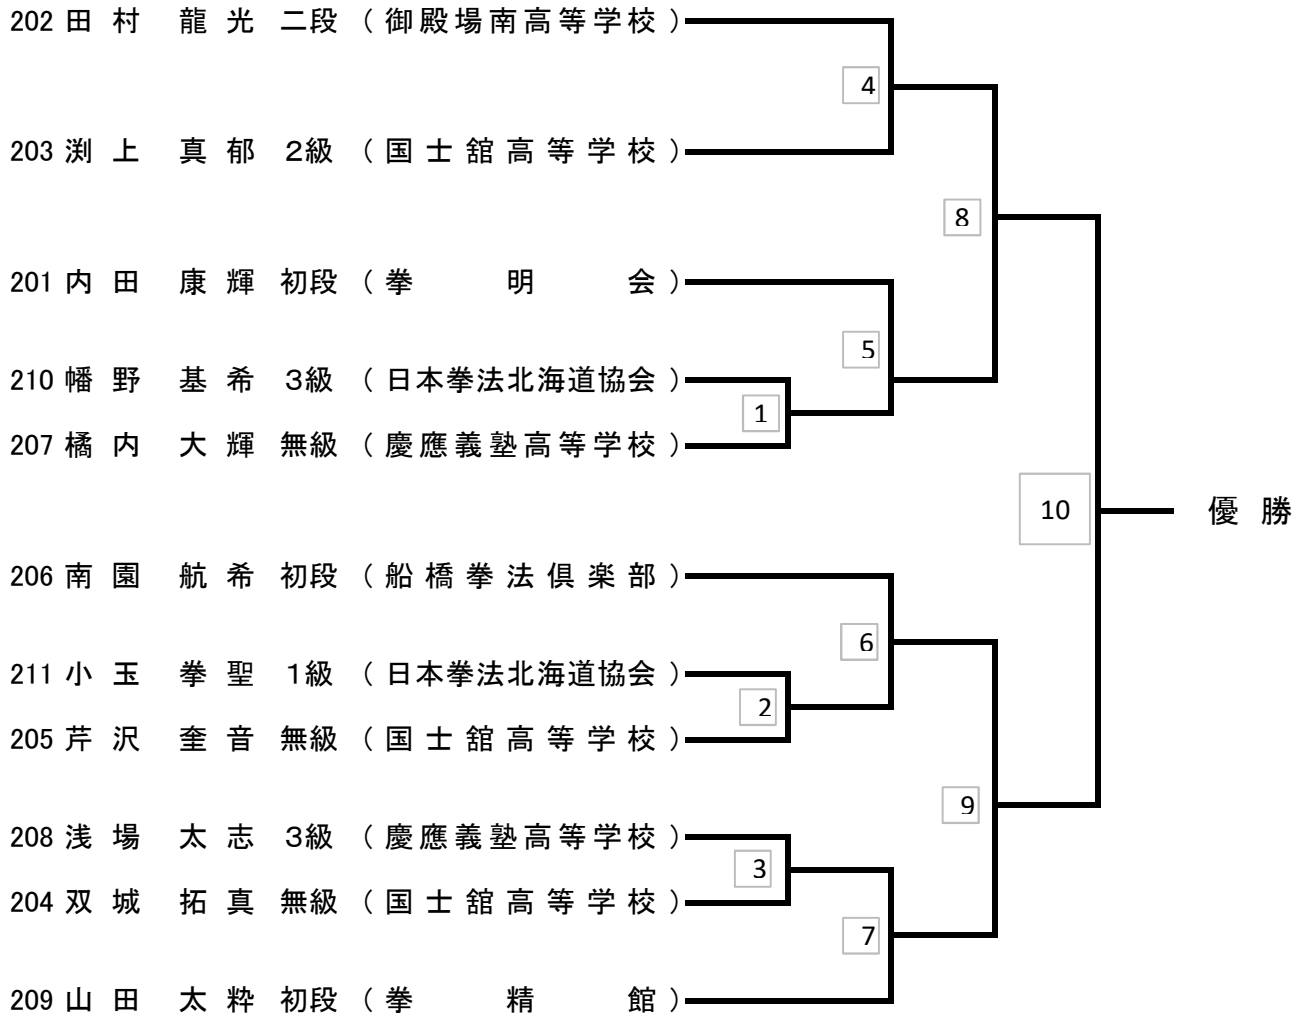 202 田村 龍光 二段 (御殿場南高等学校)
4
203 渕上 真郁 2級 (国士舘高等学校)
8
201 内田 康輝 初段 (拳明会)
5
210 幡野 基希 3級 (日本拳法北海道協会)
1
207 橘内 大輝 無級 (慶應義塾高等学校)
10 優勝
206 南園 航希 初段 (船橋拳法倶楽部)
6
211 小玉 拳聖 1級 (日本拳法北海道協会)
2
205 芹沢 奎音 無級 (国士舘高等学校)
9
208 浅場 太志 3級 (慶應義塾高等学校)
3
204 双城 拓真 無級 (国士舘高等学校)
7
209 山田 太粋 初段 (拳精館)